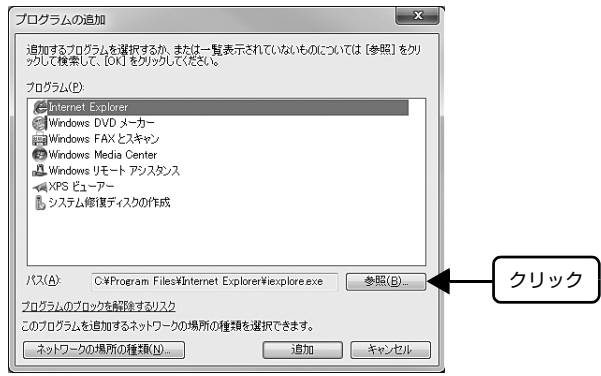 プログラムの追加
x
追加するプログラムを選択するか、または一覧表示されていないものについては [参照] をクリ
ックして検索して、[OK] をクリックしてください。
プログラム(P):
Internet Explorer
Windows DVD メーカー
Windows FAX とスキャン
Windows Media Center
Windows リモート アシスタンス
XPS ビューアー
システム修復ディスクの作成
パス(A):
C:¥Program Files¥Internet Explorer¥iexplore.exe
参照(B)...
クリック
プログラムのブロックを解除するリスク
このプログラムを追加するネットワークの場所の種類を選択できます。
ネットワークの場所の種類(N)...
追加
キャンセル